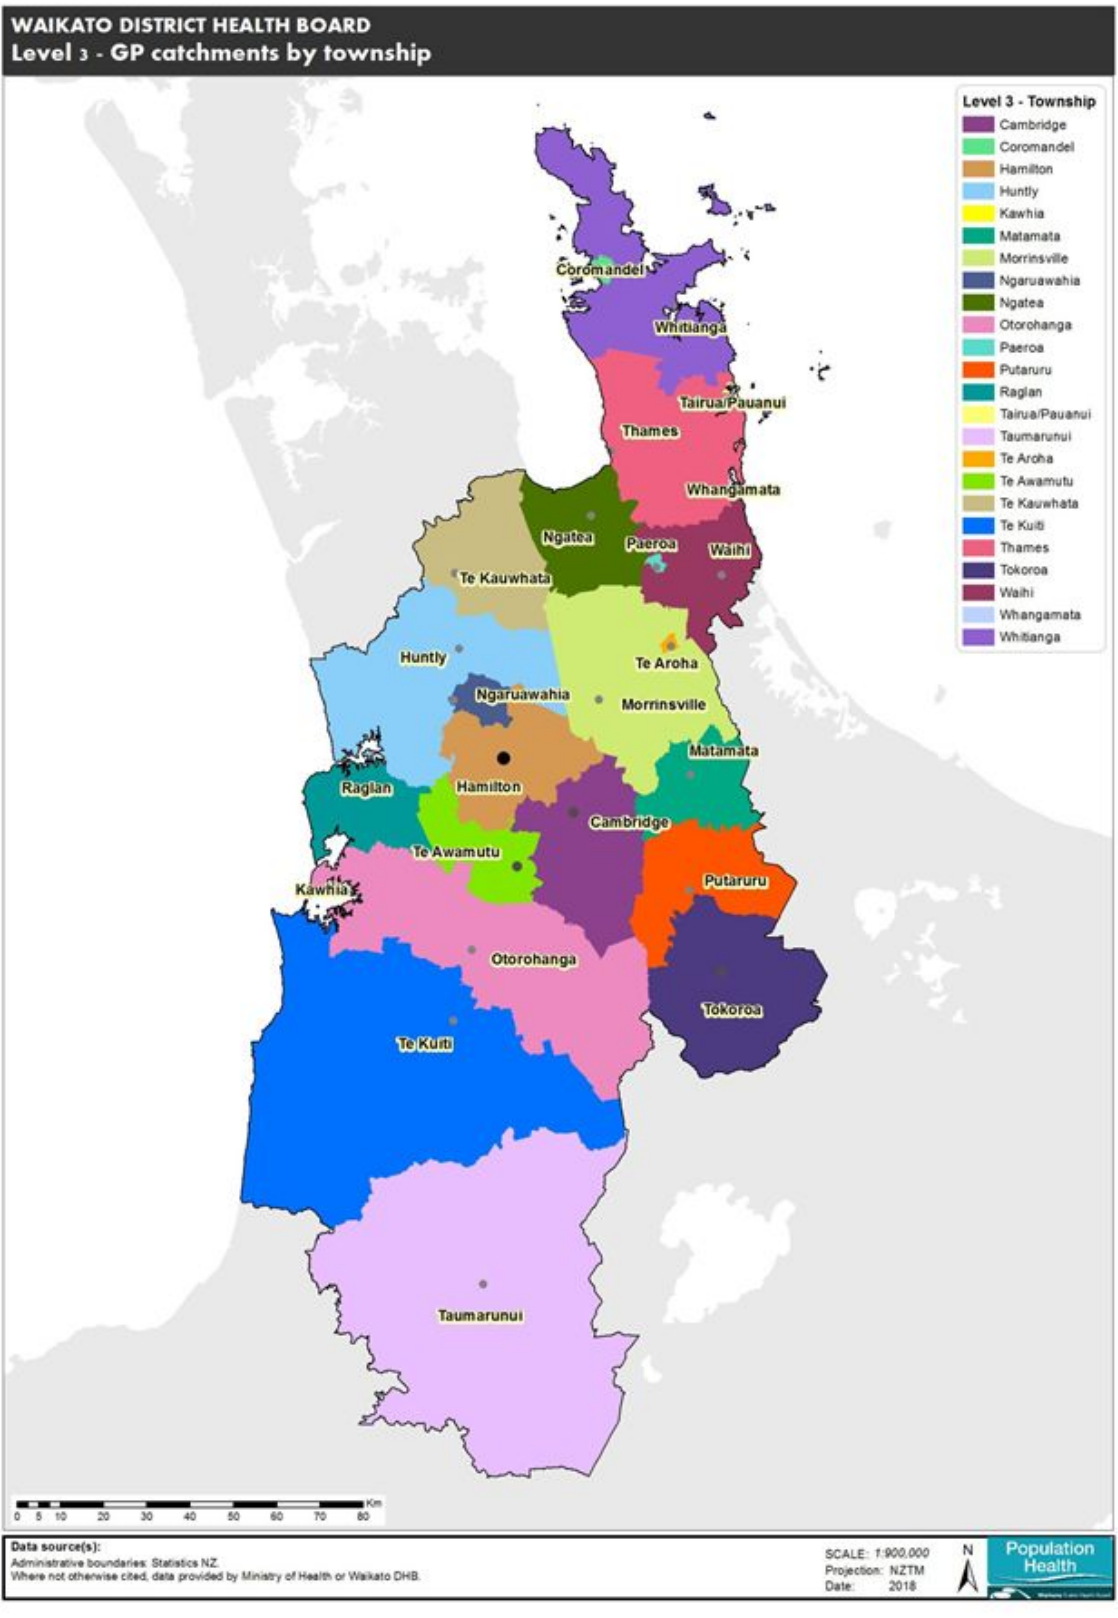 WAIKATO DISTRICT HEALTH BOARD
Level 3 - GP catchments by township
Level 3 - Township
Cambridge
Coromandel
Hamilton
Huntly
Kawhia
Matamata
Morrinsville
Ngaruawahia
Ngatea
Otorohanga
Paeroa
Putaruru
Raglan
Tairua/Pauanui
Taumarunui
Te Aroha
Te Awamutu
Te Kauwhata
Te Kuiti
Thames
Tokoroa
Waihi
Whangamata
Whitianga
Coromandel
Whitianga
Tairua/Pauanui
Thames
Whangamata
Ngatea
Paeroa
Waihi
Te Kauwhata
Huntly
Te Aroha
Ngaruawahia
Morrinsville
Matamata
Raglan
Hamilton
Cambridge
Te Awamutu
Putaruru
Kawhia
Otorohanga
Tokoroa
Te Kuiti
Taumarunui
Km
0 5 10 20 30 40 50 60 70 80
Data source(s):
Administrative boundaries: Statistics NZ.
Where not otherwise cited, data provided by Ministry of Health or Waikato DHB.
SCALE: 1:900,000
Projection: NZTM
Date: 2018
N
Population
Health